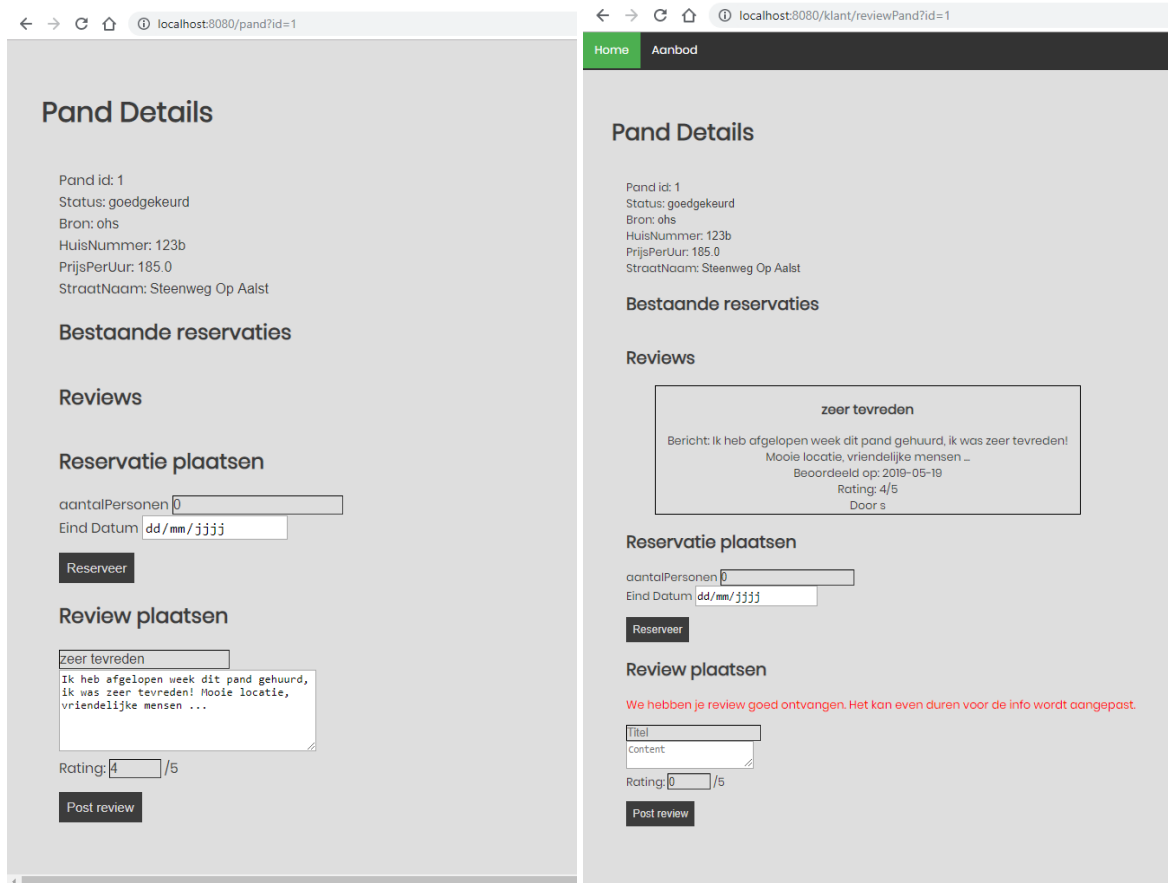 localhost:8080/pand?id=1
Pand Details
Pand id: 1
Status: goedgekeurd
Bron: ohs
HuisNummer: 123b
PrijsPerUur: 185.0
StraatNaam: Steenweg Op Aalst
Bestaande reservaties
Reviews
Reservatie plaatsen
aantalPersonen 0
Eind Datum dd/mm/jjjj
Reserveer
Review plaatsen
zeer tevreden
Ik heb afgelopen week dit pand gehuurd,
ik was zeer tevreden! Mooie locatie,
vriendelijke mensen ...
Rating: 4 /5
Post review
localhost:8080/klant/reviewPand?id=1
Home Aanbod
Pand Details
Pand id: 1
Status: goedgekeurd
Bron: ohs
HuisNummer: 123b
PrijsPerUur: 185.0
StraatNaam: Steenweg Op Aalst
Bestaande reservaties
Reviews
zeer tevreden
Bericht: Ik heb afgelopen week dit pand gehuurd, ik was zeer tevreden!
Mooie locatie, vriendelijke mensen ...
Beoordeeld op: 2019-05-19
Rating: 4/5
Door s
Reservatie plaatsen
aantalPersonen 0
Eind Datum dd/mm/jjjj
Reserveer
Review plaatsen
We hebben je review goed ontvangen. Het kan even duren voor de info wordt aangepast.
Titel
Content
Rating: 0 /5
Post review